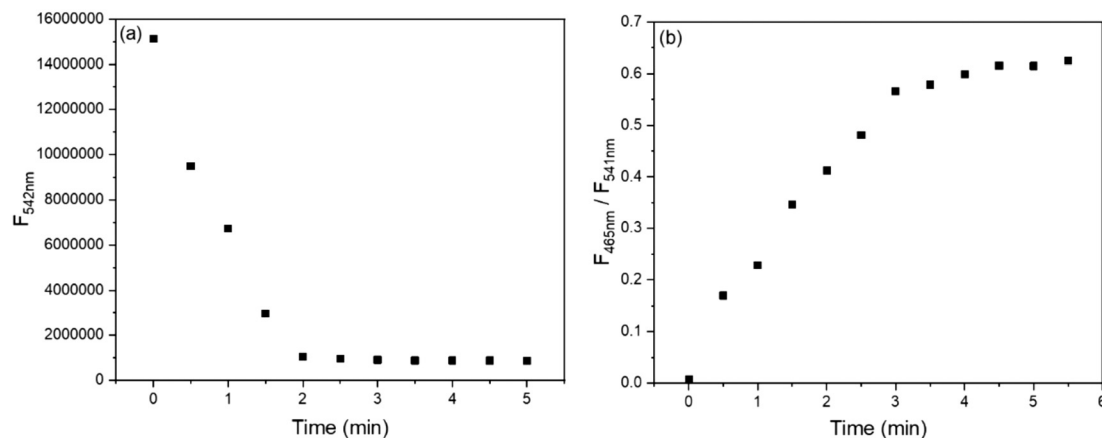 (a)
16000000
14000000
12000000
10000000
8000000
6000000
4000000
2000000
0
F542nm
0 1 2 3 4 5
Time (min)
(b)
0.7
0.6
0.5
0.4
0.3
0.2
0.1
0.0
F465nm / F541nm
0 1 2 3 4 5 6
Time (min)